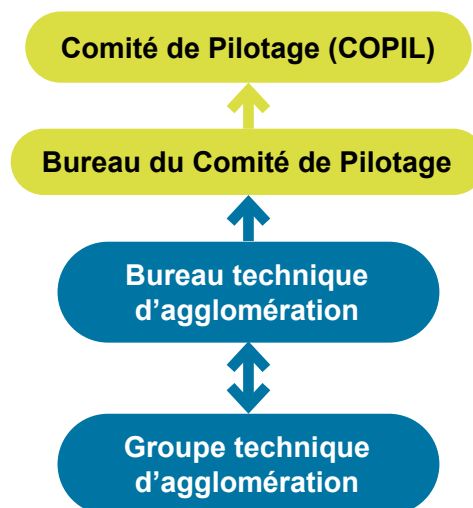 Comité de Pilotage (COPIL)
Bureau du Comité de Pilotage
Bureau technique
d’agglomération
Groupe technique
d’agglomération